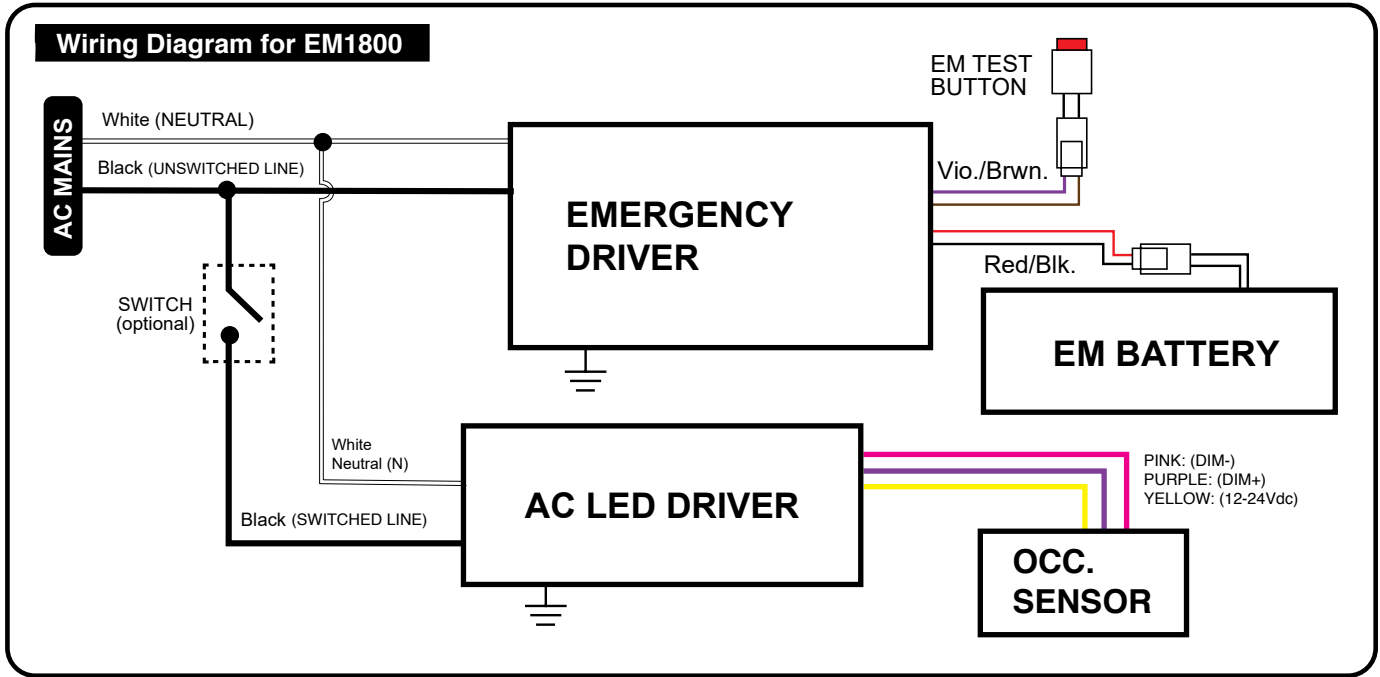 Wiring Diagram for EM1800
AC MAINS
White (NEUTRAL)
Black (UNSWITCHED LINE)
EM TEST
BUTTON
Vio./Brwn.
EMERGENCY
DRIVER
Red/Blk.
SWITCH
(optional)
EM BATTERY
White
Neutral (N)
Black (SWITCHED LINE)
AC LED DRIVER
PINK: (DIM-)
PURPLE: (DIM+)
YELLOW: (12-24Vdc)
OCC.
SENSOR